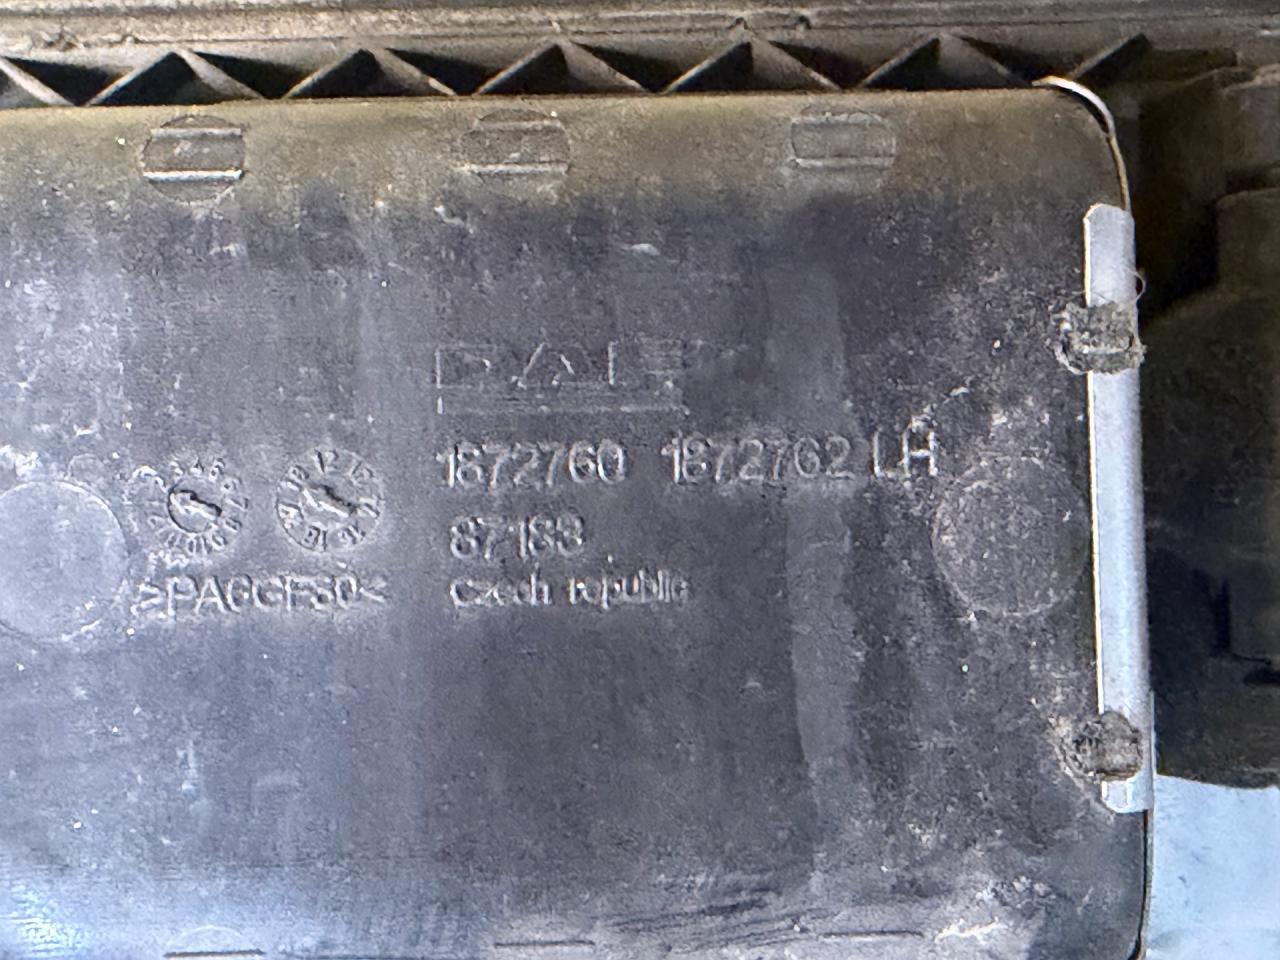 DAF
1872760 1872762 LH
87183
Czech republic
>PA6GF30<